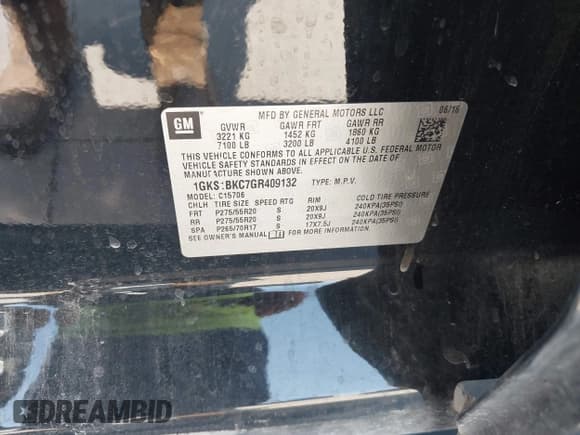 GM
MFD BY GENERAL MOTORS LLC 06/16
GVWR GAWR FRT GAWR RR
3221 KG 1452 KG 1860 KG
7100 LB 3200 LB 4100 LB
THIS VEHICLE CONFORMS TO ALL APPLICABLE U.S. FEDERAL MOTOR
VEHICLE SAFETY STANDARDS IN EFFECT ON THE DATE OF
MANUFACTURE SHOWN ABOVE.
1GKS:BKC7GR409132 TYPE: M.P.V.
MODEL: C15706
CHLH TIRE SIZE SPEED RTG RIM COLD TIRE PRESSURE
FRT P275/55R20 S 20X9J 240KPA(35PSI)
RR P275/55R20 S 20X9J 240KPA(35PSI)
SPA P265/70R17 S 17X7.5J 240KPA(35PSI)
SEE OWNER'S MANUAL FOR MORE INFORMATION.
DREAMBID